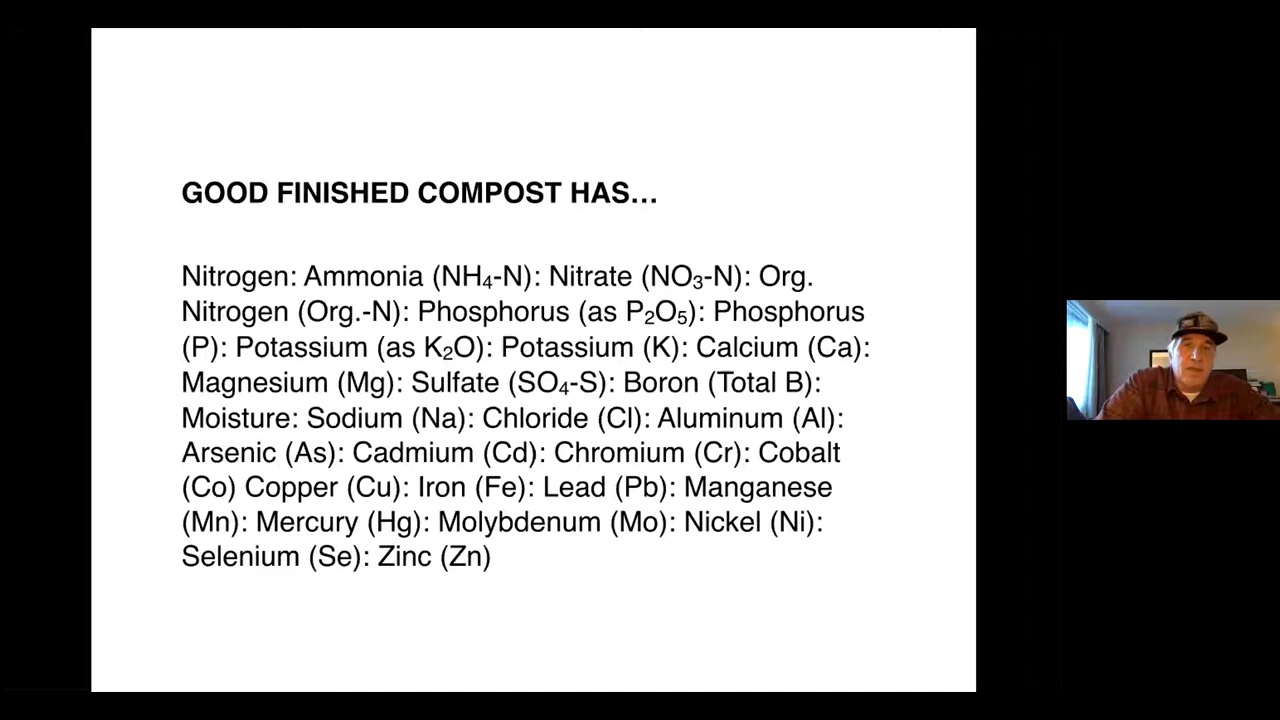 GOOD FINISHED COMPOST HAS…
Nitrogen: Ammonia (NH₄-N): Nitrate (NO₃-N): Org.
Nitrogen (Org.-N): Phosphorus (as P₂O₅): Phosphorus
(P): Potassium (as K₂O): Potassium (K): Calcium (Ca):
Magnesium (Mg): Sulfate (SO₄-S): Boron (Total B):
Moisture: Sodium (Na): Chloride (Cl): Aluminum (Al):
Arsenic (As): Cadmium (Cd): Chromium (Cr): Cobalt
(Co) Copper (Cu): Iron (Fe): Lead (Pb): Manganese
(Mn): Mercury (Hg): Molybdenum (Mo): Nickel (Ni):
Selenium (Se): Zinc (Zn)